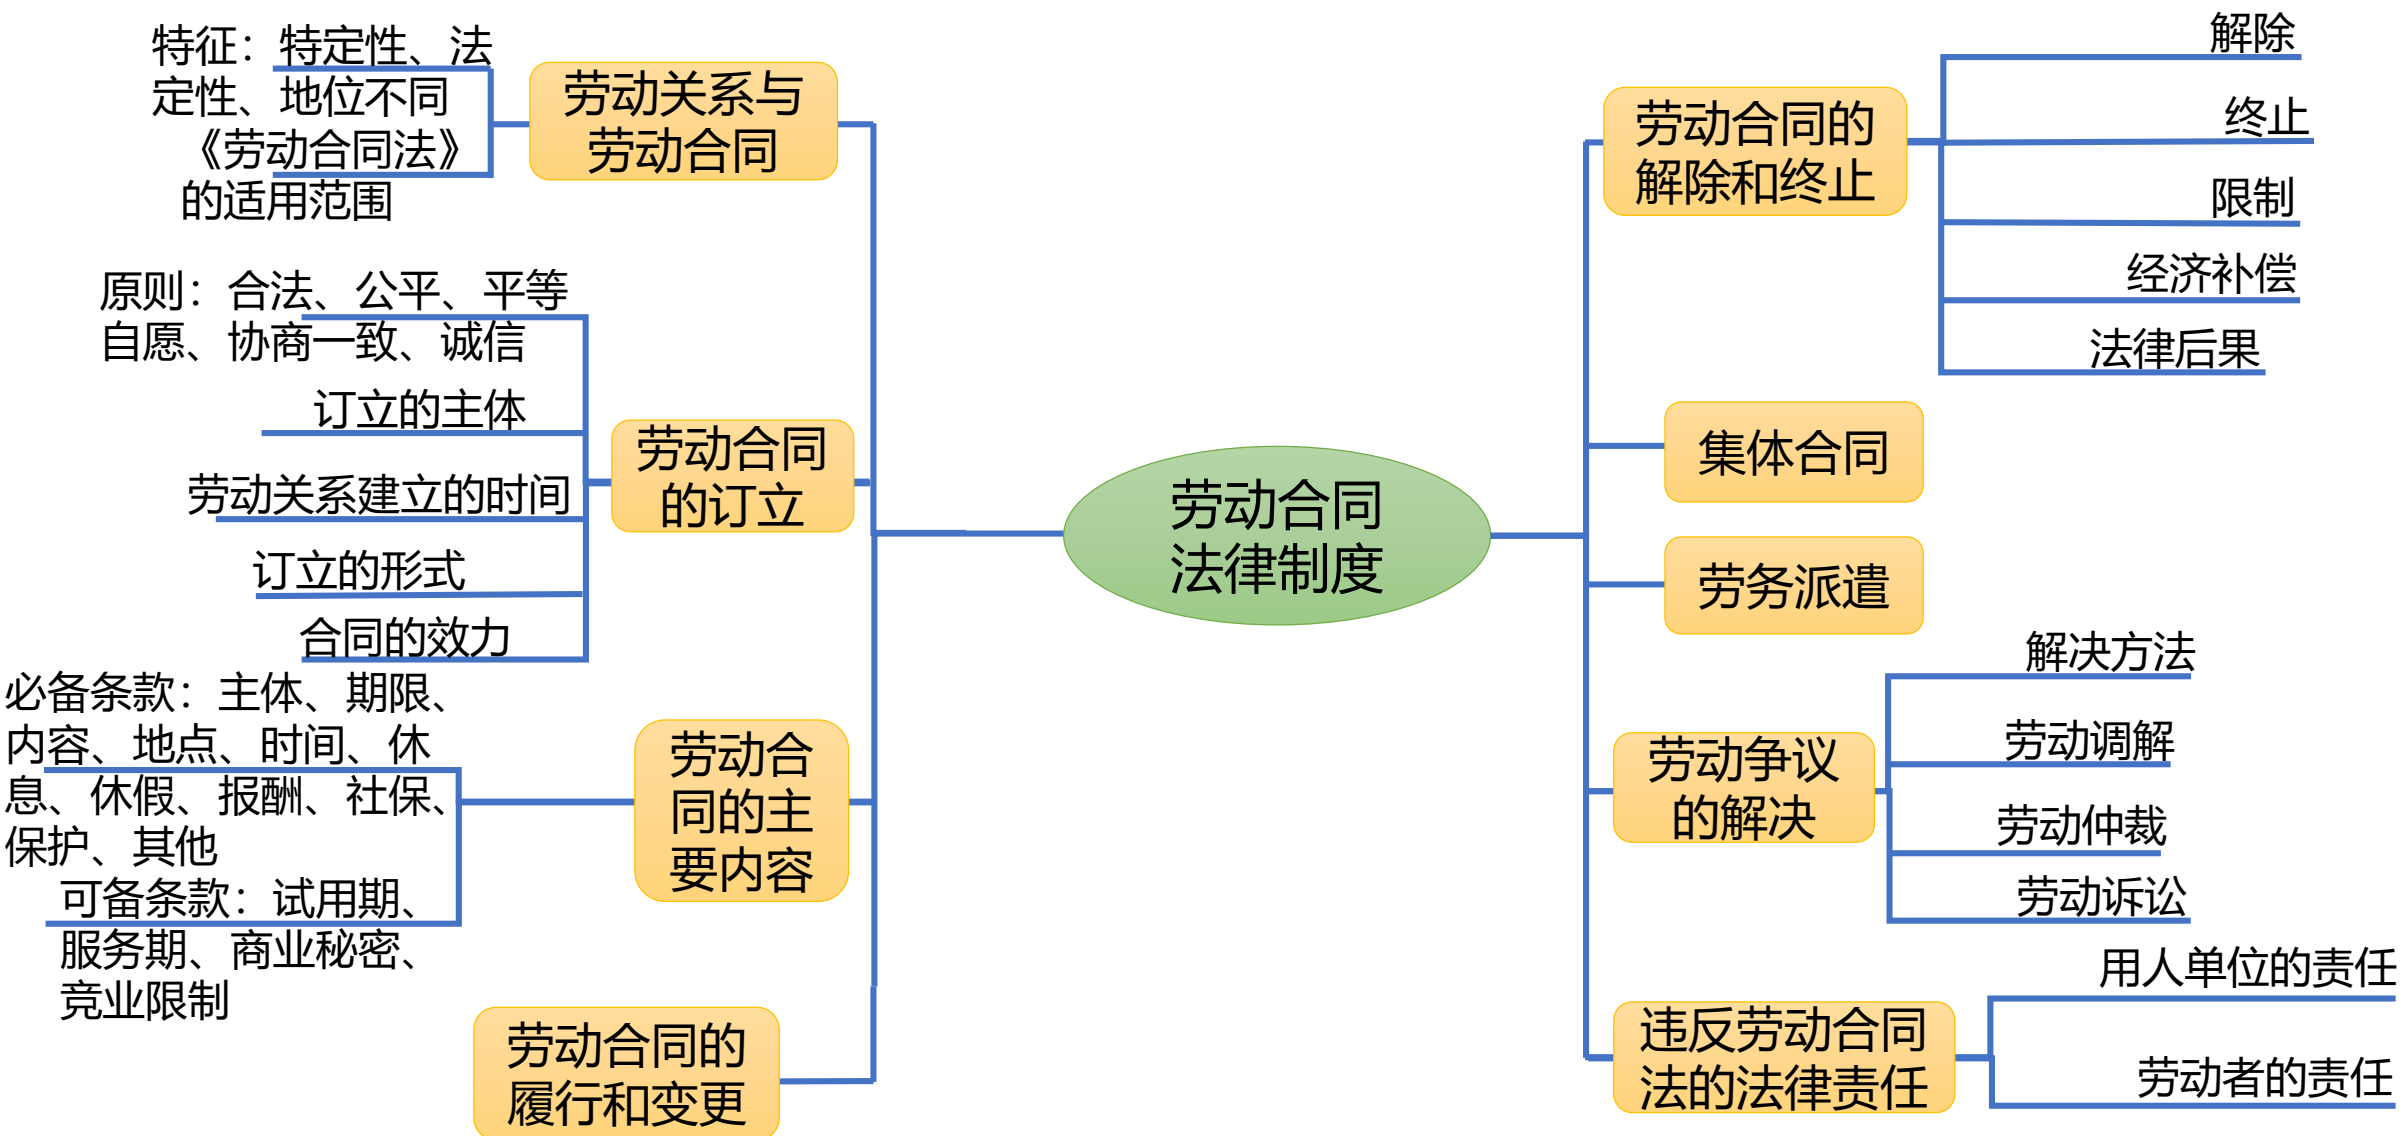 特征：特定性、法
定性、地位不同
《劳动合同法》
的适用范围
劳动关系与
劳动合同
原则：合法、公平、平等
自愿、协商一致、诚信
订立的主体
劳动关系建立的时间
订立的形式
合同的效力
劳动合同
的订立
必备条款：主体、期限、
内容、地点、时间、休
息、休假、报酬、社保、
保护、其他
可备条款：试用期、
服务期、商业秘密、
竞业限制
劳动合
同的主
要内容
劳动合同的
履行和变更
劳动合同
法律制度
劳动合同的
解除和终止
解除
终止
限制
经济补偿
法律后果
集体合同
劳务派遣
劳动争议
的解决
解决方法
劳动调解
劳动仲裁
劳动诉讼
违反劳动合同
法的法律责任
用人单位的责任
劳动者的责任